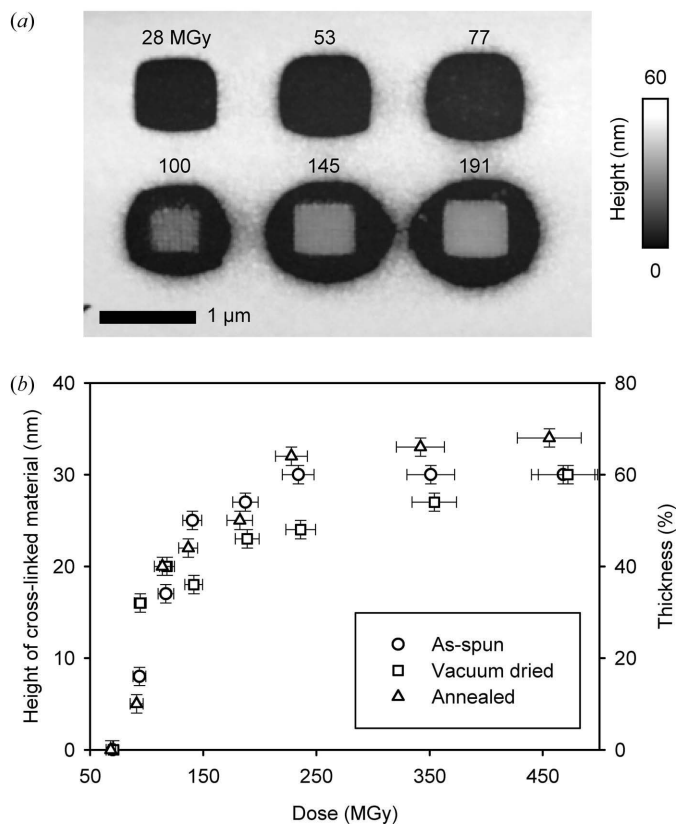 (a)
28 MGy 53 77
100 145 191
1 µm
60
Height (nm)
0
(b)
40 80
30 60
20 40
10 20
0 0
Height of cross-linked material (nm)
Thickness (%)
As-spun
Vacuum dried
Annealed
50 150 250 350 450
Dose (MGy)